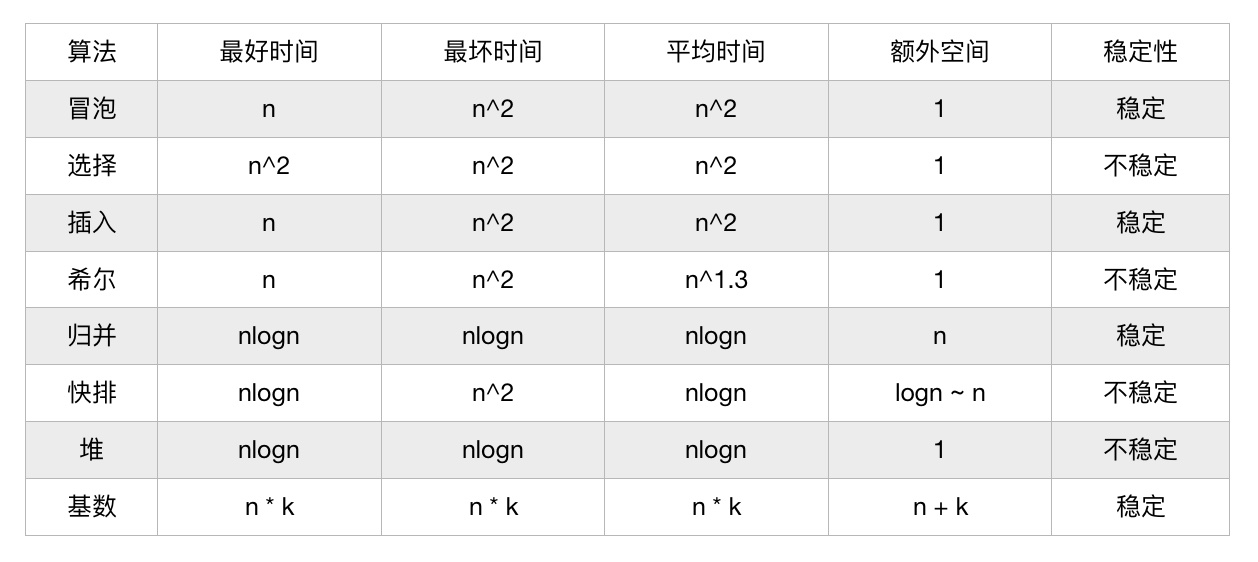 算法 最好时间 最坏时间 平均时间 额外空间 稳定性
冒泡 n n^2 n^2 1 稳定
选择 n^2 n^2 n^2 1 不稳定
插入 n n^2 n^2 1 稳定
希尔 n n^2 n^1.3 1 不稳定
归并 nlogn nlogn nlogn n 稳定
快排 nlogn n^2 nlogn logn ~ n 不稳定
堆 nlogn nlogn nlogn 1 不稳定
基数 n * k n * k n * k n + k 稳定